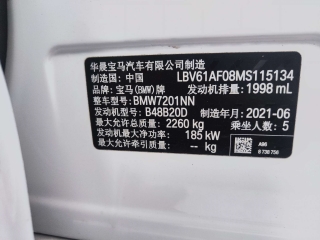 华晨宝马汽车有限公司制造
制造国: 中国 LBV61AF08MS115134
品牌: 宝马(BMW)牌 发动机排量: 1998 mL
整车型号: BMW7201NN
发动机型号: B48B20D 制造年月: 2021-06
最大允许总质量: 2260 kg 乘坐人数: 5
发动机最大净功率: 185 kW
最大允许牵引质量: -- kg
A96